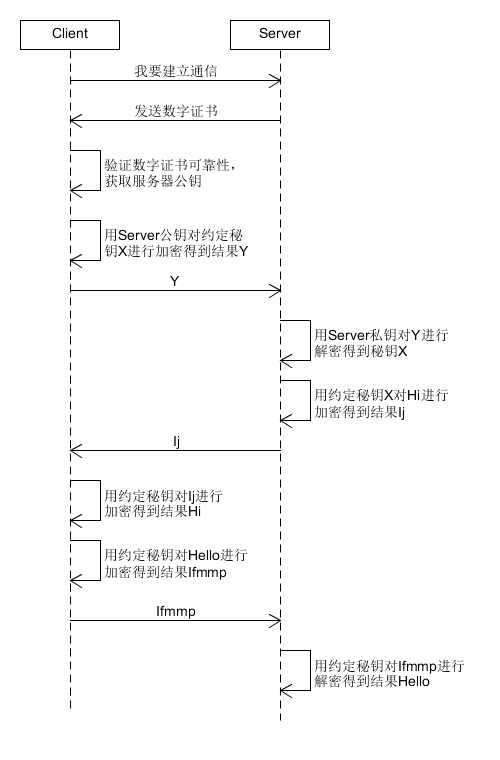 Client
Server
我要建立通信
发送数字证书
验证数字证书可靠性，
获取服务器公钥
用Server公钥对约定秘
钥X进行加密得到结果Y
Y
用Server私钥对Y进行
解密得到秘钥X
用约定秘钥X对Hi进行
加密得到结果Ij
Ij
用约定秘钥对Ij进行
加密得到结果Hi
用约定秘钥对Hello进行
加密得到结果Ifmmp
Ifmmp
用约定秘钥对Ifmmp进行
解密得到结果Hello